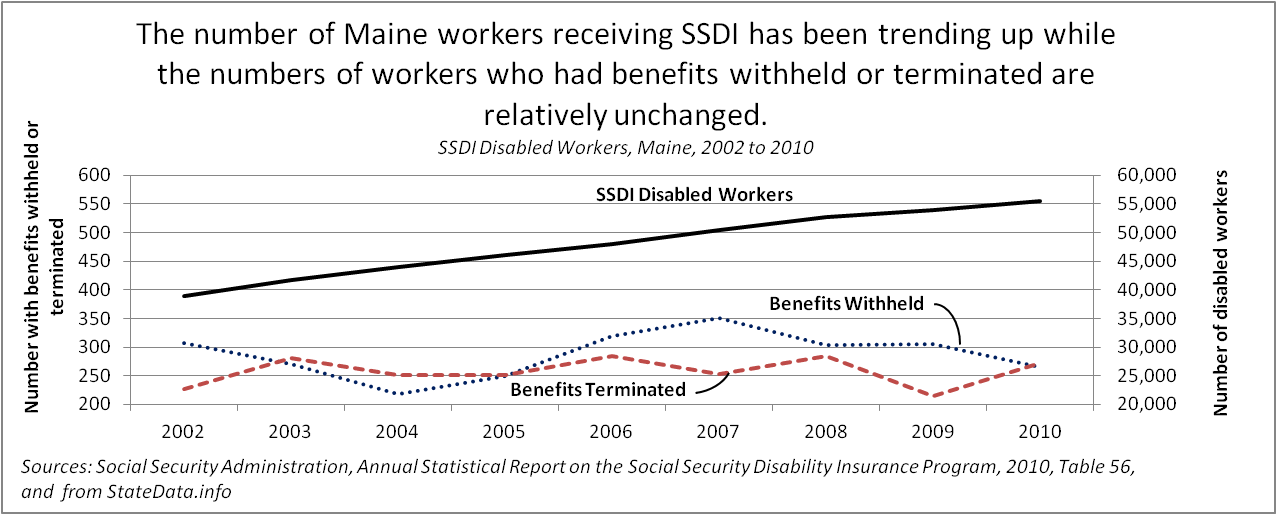 The number of Maine workers receiving SSDI has been trending up while
the numbers of workers who had benefits withheld or terminated are
relatively unchanged.
SSDI Disabled Workers, Maine, 2002 to 2010
Number with benefits withheld or
terminated
600
550
500
450
400
350
300
250
200
SSDI Disabled Workers
Benefits Withheld
Benefits Terminated
60,000
55,000
50,000
45,000
40,000
35,000
30,000
25,000
20,000
Number of disabled workers
2002 2003 2004 2005 2006 2007 2008 2009 2010
Sources: Social Security Administration, Annual Statistical Report on the Social Security Disability Insurance Program, 2010, Table 56,
and from StateData.info